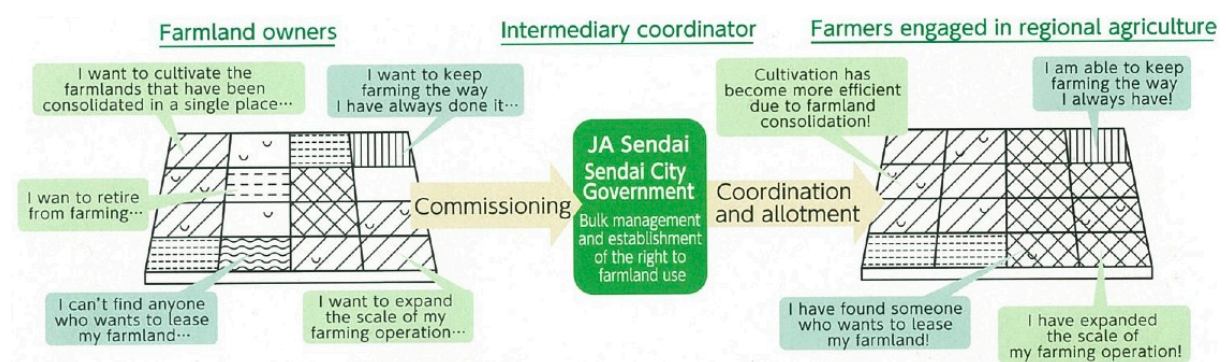 Farmland owners
I want to cultivate the
farmlands that have been
consolidated in a single place…
I want to keep
farming the way
I have always done it…
I wan to retire
from farming…
I can't find anyone
who wants to lease
my farmland…
I want to expand
the scale of my
farming operation…
Commissioning
Intermediary coordinator
JA Sendai
Sendai City
Government
Bulk management
and establishment
of the right to
farmland use
Coordination
and allotment
Farmers engaged in regional agriculture
Cultivation has
become more efficient
due to farmland
consolidation!
I am able to keep
farming the way
I always have!
I have found someone
who wants to lease
my farmland!
I have expanded
the scale of
my farming operation!